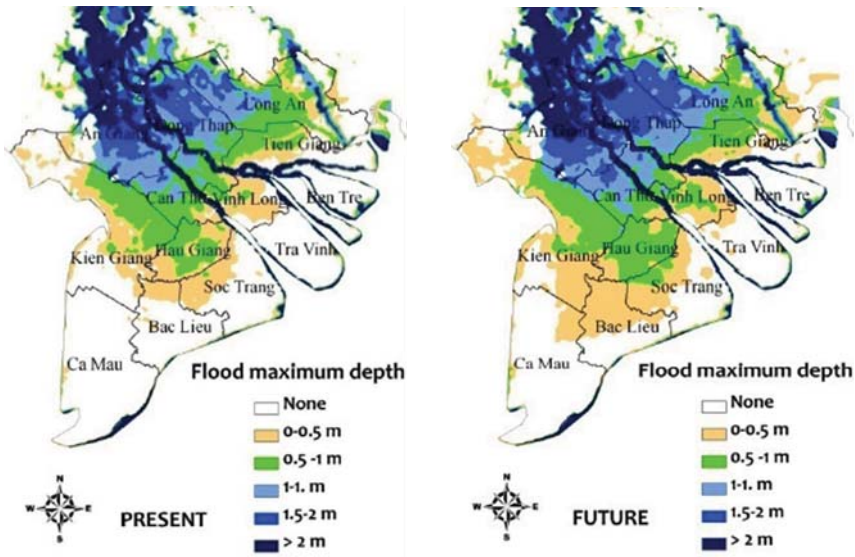 Long An
An Giang
Dong Thap
Tien Giang
Can Tho
Vinh Long
Ben Tre
Hau Giang
Tra Vinh
Kien Giang
Soc Trang
Bac Lieu
Ca Mau
Flood maximum depth
None
0-0.5 m
0.5 -1 m
1-1. m
1.5-2 m
> 2 m
N
W E
S
PRESENT
Long An
An Giang
Dong Thap
Tien Giang
Can Tho
Vinh Long
Ben Tre
Hau Giang
Tra Vinh
Kien Giang
Soc Trang
Bac Lieu
Ca Mau
Flood maximum depth
None
0-0.5 m
0.5 -1 m
1-1. m
1.5-2 m
> 2 m
N
W E
S
FUTURE